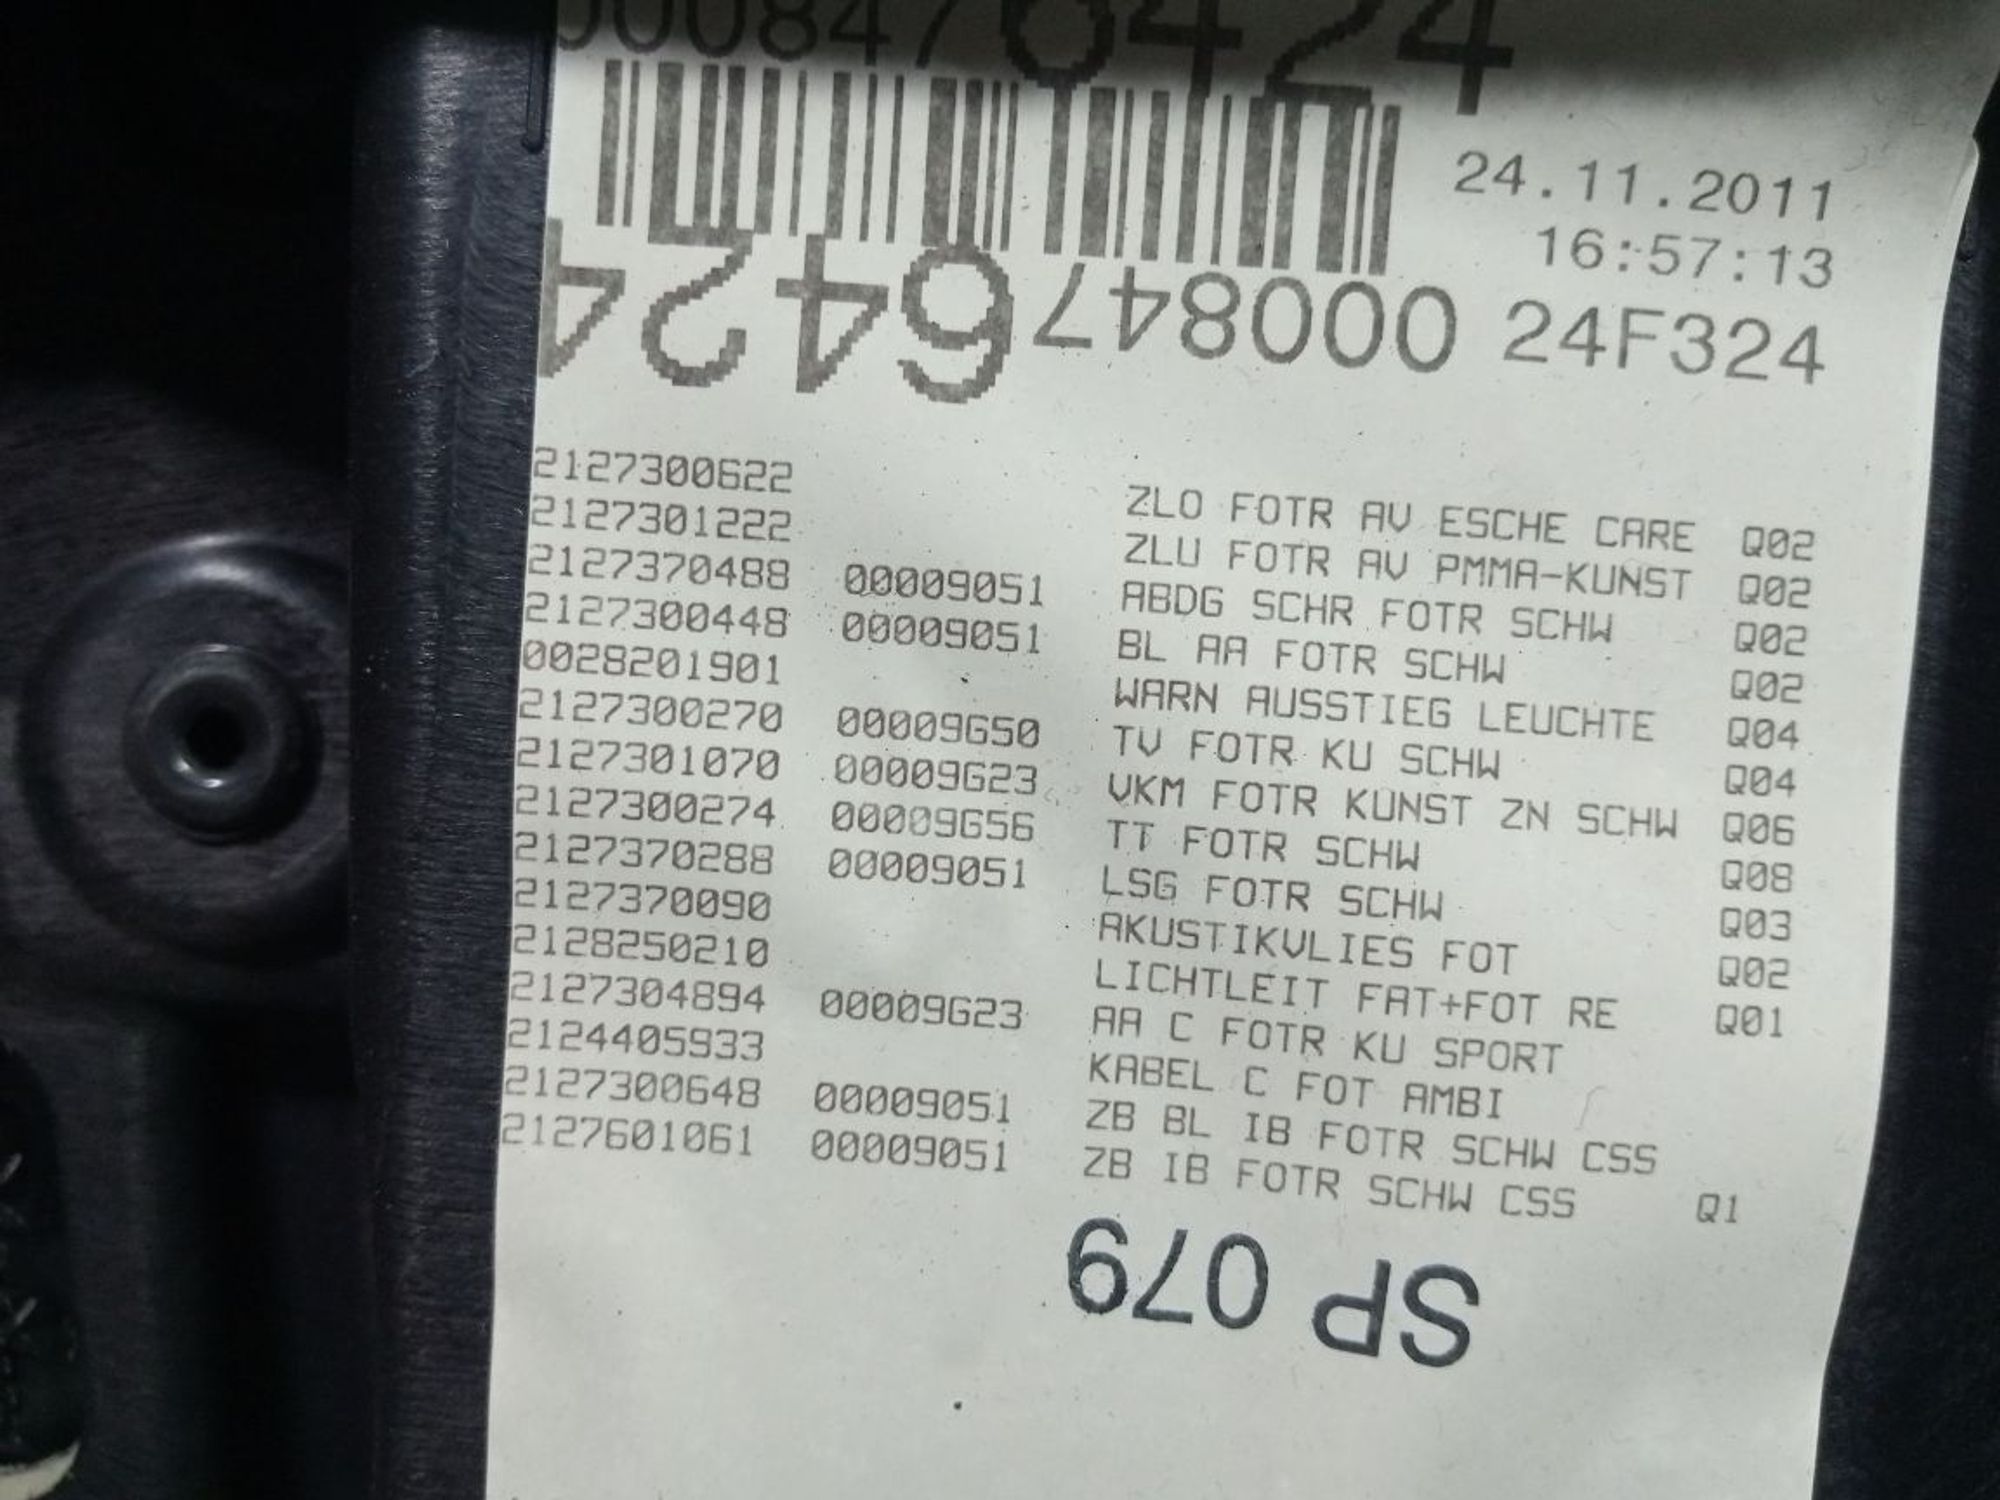 0008476424
24.11.2011
16:57:13
0008476424
24F324
2127300622 ZLO FOTR AV ESCHE CARE Q02
2127301222 ZLU FOTR AV PMMA-KUNST Q02
2127370488 00009051 ABDG SCHR FOTR SCHW Q02
2127300448 00009051 BL AA FOTR SCHW Q02
0028201901 WARN AUSSTIEG LEUCHTE Q04
2127300270 00009G50 TV FOTR KU SCHW Q04
2127301070 00009G23 VKM FOTR KUNST ZN SCHW Q06
2127300274 00009G56 TT FOTR SCHW Q08
2127370288 00009051 LSG FOTR SCHW Q03
2127370090 AKUSTIKVLIES FOT Q02
2128250210 LICHTLEIT FAT+FOT RE Q01
2127304894 00009G23 AA C FOTR KU SPORT
2124405933 KABEL C FOT AMBI
2127300648 00009051 ZB BL IB FOTR SCHW CSS
2127601061 00009051 ZB IB FOTR SCHW CSS Q1
SP 079